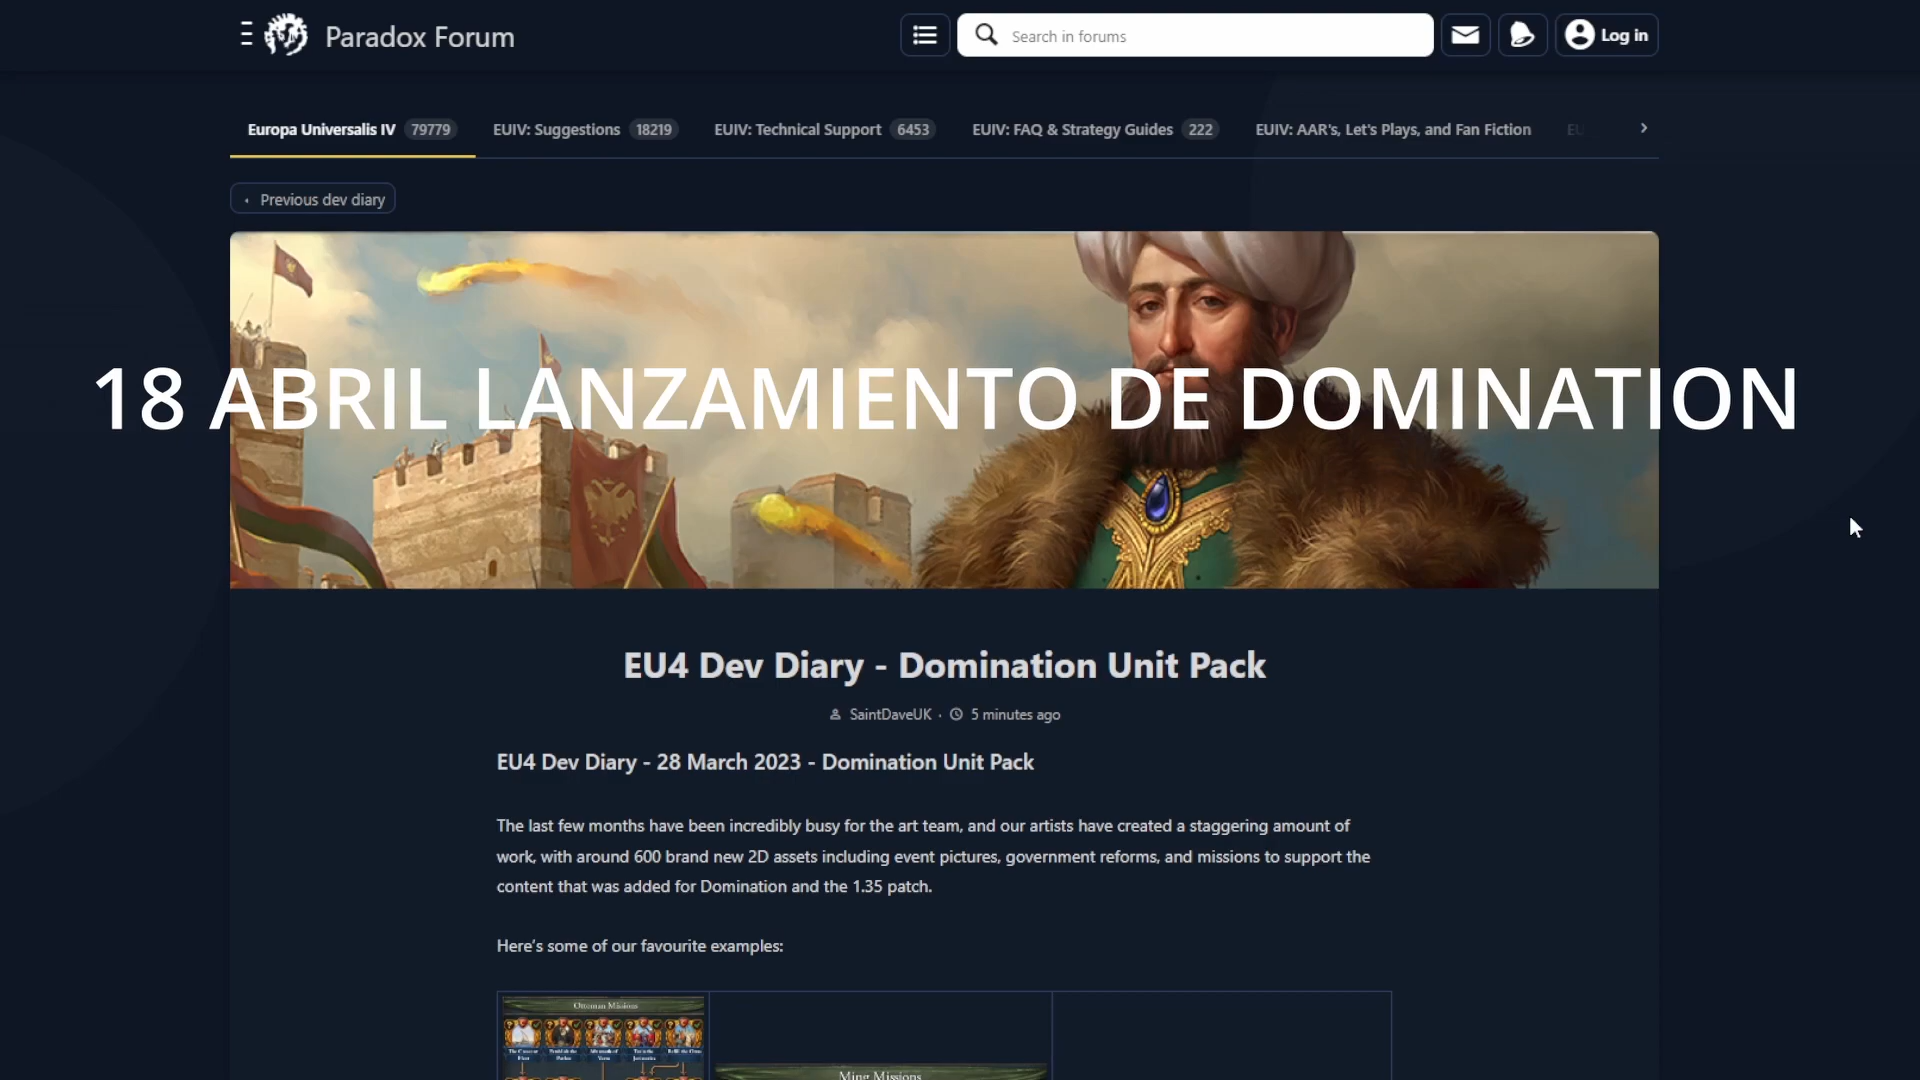 Paradox Forum
Search in forums
Log in
Europa Universalis IV 79779
EUIV: Suggestions 18219
EUIV: Technical Support 6453
EUIV: FAQ & Strategy Guides 222
EUIV: AAR's, Let's Plays, and Fan Fiction
EU
Previous dev diary
18 ABRIL LANZAMIENTO DE DOMINATION
EU4 Dev Diary - Domination Unit Pack
SaintDaveUK · 5 minutes ago
EU4 Dev Diary - 28 March 2023 - Domination Unit Pack
The last few months have been incredibly busy for the art team, and our artists have created a staggering amount of
work, with around 600 brand new 2D assets including event pictures, government reforms, and missions to support the
content that was added for Domination and the 1.35 patch.
Here's some of our favourite examples:
Ottoman Missions
Ming Missions